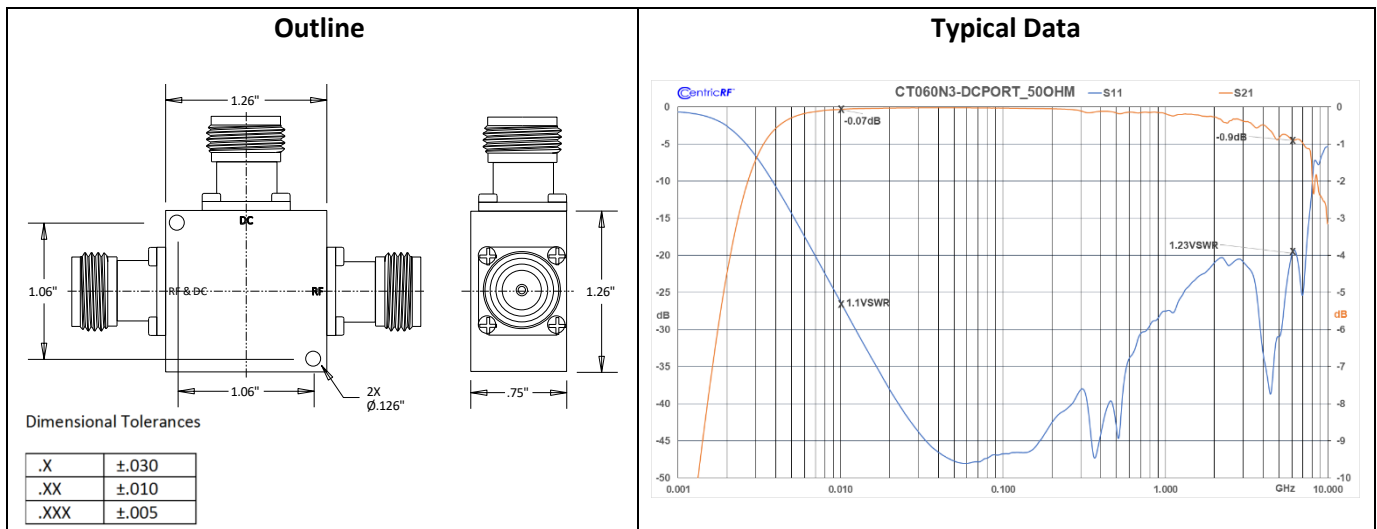 Outline
1.26"
DC
1.06"
RF & DC
RF
1.06"
2X
Ø.126"
1.26"
.75"
Dimensional Tolerances
.X ±.030
.XX ±.010
.XXX ±.005
Typical Data
CentricRF™
CT060N3-DCPORT_50OHM
S11
S21
0
-5
-10
-15
-20
-25
dB
-30
-35
-40
-45
-50
-0.07dB
-0.9dB
1.23VSWR
1.1VSWR
0
-1
-2
-3
-4
-5
dB
-6
-7
-8
-9
-10
0.001 0.010 0.100 1.000 GHz 10.000